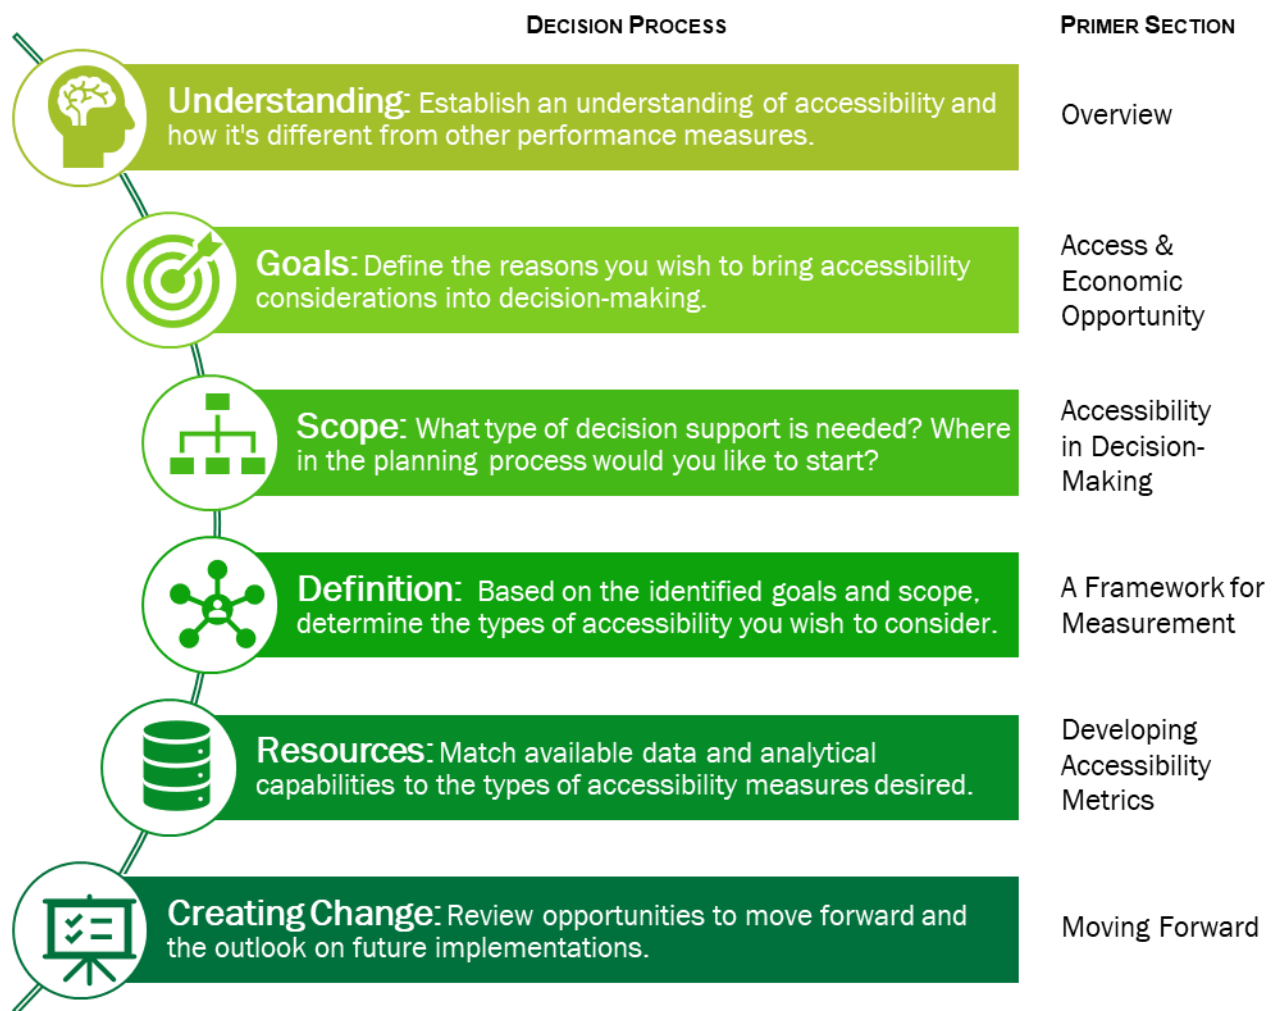 DECISION PROCESS
PRIMER SECTION
Understanding: Establish an understanding of accessibility and
how it's different from other performance measures.
Overview
Goals: Define the reasons you wish to bring accessibility
considerations into decision-making.
Access &
Economic
Opportunity
Scope: What type of decision support is needed? Where
in the planning process would you like to start?
Accessibility
in Decision-
Making
Definition: Based on the identified goals and scope,
determine the types of accessibility you wish to consider.
A Framework for
Measurement
Resources: Match available data and analytical
capabilities to the types of accessibility measures desired.
Developing
Accessibility
Metrics
Creating Change: Review opportunities to move forward and
the outlook on future implementations.
Moving Forward